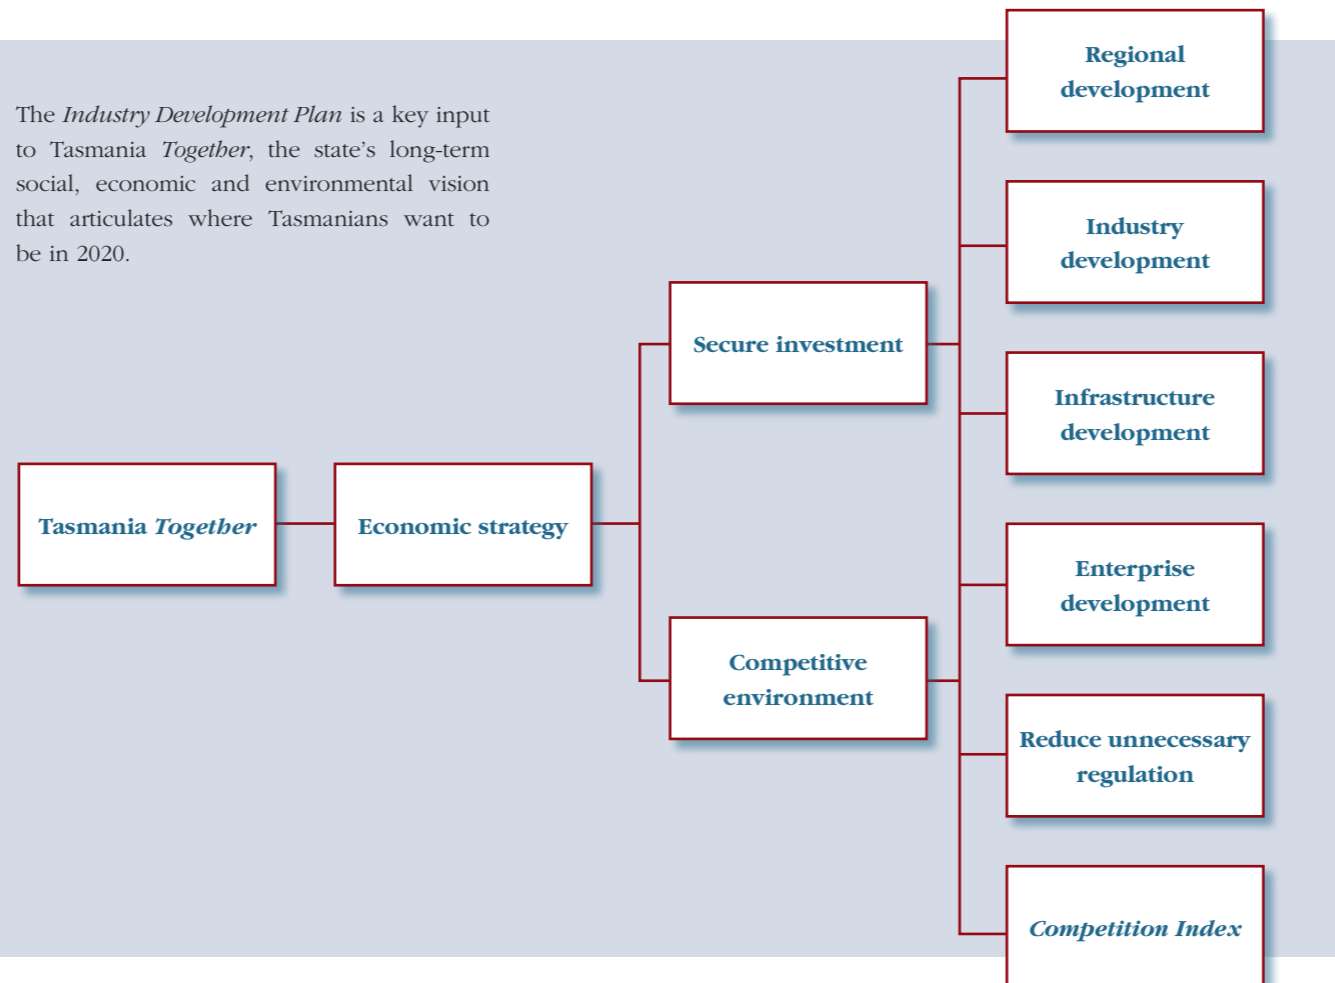 The Industry Development Plan is a key input
to Tasmania Together, the state’s long-term
social, economic and environmental vision
that articulates where Tasmanians want to
be in 2020.
Tasmania Together
Economic strategy
Secure investment
Competitive
environment
Regional
development
Industry
development
Infrastructure
development
Enterprise
development
Reduce unnecessary
regulation
Competition Index